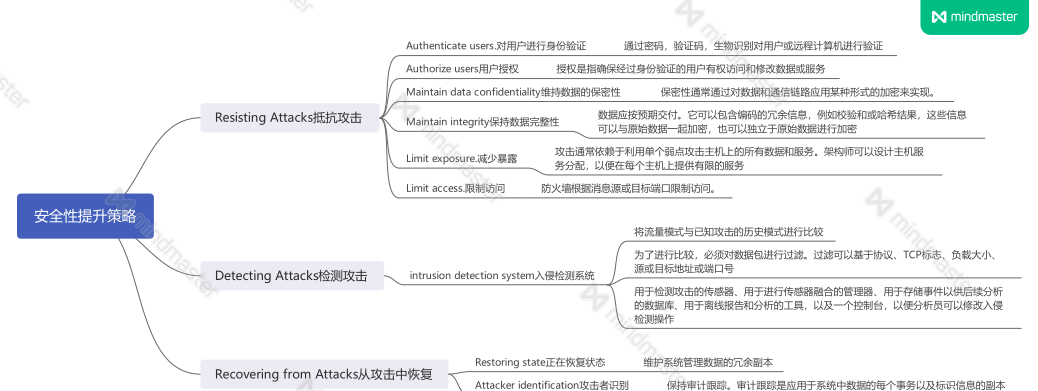 mindmaster
安全性提升策略
Resisting Attacks抵抗攻击
Authenticate users.对用户进行身份验证
通过密码，验证码，生物识别对用户或远程计算机进行验证
Authorize users用户授权
授权是指确保经过身份验证的用户有权访问和修改数据或服务
Maintain data confidentiality维持数据的保密性
保密性通常通过对数据和通信链路应用某种形式的加密来实现。
Maintain integrity保持数据完整性
数据应按预期交付。它可以包含编码的冗余信息，例如校验和或哈希结果，这些信息
可以与原始数据一起加密，也可以独立于原始数据进行加密
Limit exposure.减少暴露
攻击通常依赖于利用单个弱点攻击主机上的所有数据和服务。架构师可以设计主机服
务分配，以便在每个主机上提供有限的服务
Limit access.限制访问
防火墙根据消息源或目标端口限制访问。
Detecting Attacks检测攻击
intrusion detection system入侵检测系统
将流量模式与已知攻击的历史模式进行比较
为了进行比较，必须对数据包进行过滤。过滤可以基于协议、TCP标志、负载大小、
源或目标地址或端口号
用于检测攻击的传感器、用于进行传感器融合的管理器、用于存储事件以供后续分析
的数据库、用于离线报告和分析的工具，以及一个控制台，以便分析员可以修改入侵
检测操作
Recovering from Attacks从攻击中恢复
Restoring state正在恢复状态
维护系统管理数据的冗余副本
Attacker identification攻击者识别
保持审计跟踪。审计跟踪是应用于系统中数据的每个事务以及标识信息的副本